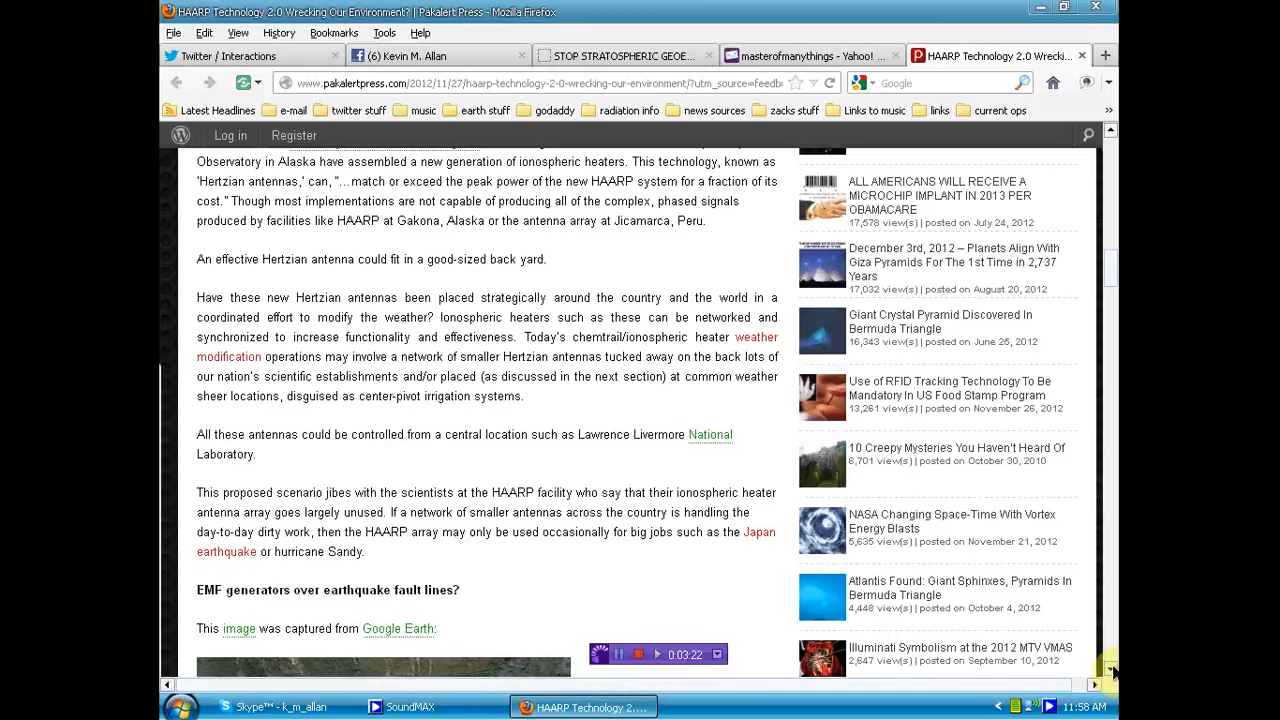 HAARP Technology 2.0 Wrecking Our Environment? | Pakalert Press - Mozilla Firefox
File Edit View History Bookmarks Tools Help
Twitter / Interactions
(6) Kevin M. Allan
STOP STRATOSPHERIC GEOE...
masterofmanythings - Yahoo! ...
HAARP Technology 2.0 Wrecki...
www.pakalertpress.com/2012/11/27/haarp-technology-2-0-wrecking-our-environment/?utm_source=feedb
Google
Latest Headlines e-mail twitter stuff music earth stuff godaddy radiation info news sources zacks stuff Link to music links current ops
Log in Register
Observatory in Alaska have assembled a new generation of ionospheric heaters. This technology, known as
'Hertzian antennas,' can, "…match or exceed the peak power of the new HAARP system for a fraction of its
cost." Though most implementations are not capable of producing all of the complex, phased signals
produced by facilities like HAARP at Gakona, Alaska or the antenna array at Jicamarca, Peru.
An effective Hertzian antenna can fit in a good-sized back yard.
Have these new Hertzian antennas been placed strategically around the country and the world in a
coordinated effort to modify the weather? Ionospheric heaters such as these can be networked and
synchronized to increase functionality and effectiveness. Today's chemtrail/ionospheric heater weather
modification operations may involve a network of smaller Hertzian antennas tucked away on the back lots of
our nation's scientific establishments and/or placed (as discussed in the next section) at common weather
sheer locations, disguised as center-pivot irrigation systems.
All these antennas could be controlled from a central location such as Lawrence Livermore National
Laboratory.
This proposed scenario jibes with the scientists at the HAARP facility who say that their ionospheric heater
antenna array goes largely unused. If a network of smaller antennas across the country is handling the
day-to-day dirty work, then the HAARP array may only be used occasionally for big jobs such as the Japan
earthquake or hurricane Sandy.
EMF generators over earthquake fault lines?
This image was captured from Google Earth:
ALL AMERICANS WILL RECEIVE A
MICROCHIP IMPLANT IN 2013 PER
OBAMACARE
17,578 view(s) | posted on July 24, 2012
December 3rd, 2012 – Planets Align With
Giza Pyramids For The 1st Time in 2,737
Years
17,032 view(s) | posted on August 20, 2012
Giant Crystal Pyramid Discovered In
Bermuda Triangle
16,343 view(s) | posted on June 25, 2012
Use of RFID Tracking Technology To Be
Mandatory In US Food Stamp Program
13,261 view(s) | posted on November 26, 2012
10 Creepy Mysteries You Haven't Heard Of
6,701 view(s) | posted on October 30, 2010
NASA Changing Space-Time With Vortex
Energy Blasts
5,635 view(s) | posted on November 21, 2012
Atlantis Found: Giant Sphinxes, Pyramids In
Bermuda Triangle
4,448 view(s) | posted on October 4, 2012
Illuminati Symbolism at the 2012 MTV VMAS
2,647 view(s) | posted on September 10, 2012
0:03:22
Skype™ - k_m_allan
SoundMAX
HAARP Technology 2....
11:58 AM